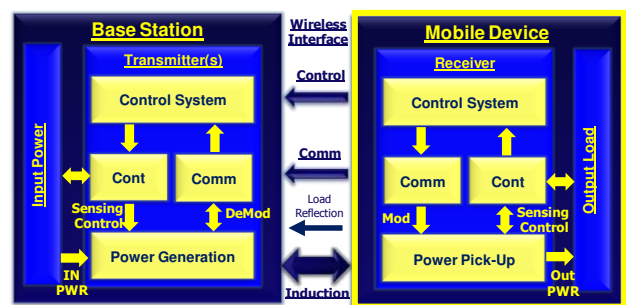 Base Station
Transmitter(s)
Input Power
Control System
Cont
Comm
Sensing
Control
DeMod
Power Generation
IN
PWR
Wireless
Interface
Control
Comm
Load
Reflection
Induction
Mobile Device
Receiver
Control System
Comm
Cont
Mod
Sensing
Control
Power Pick-Up
Out
PWR
Output Load